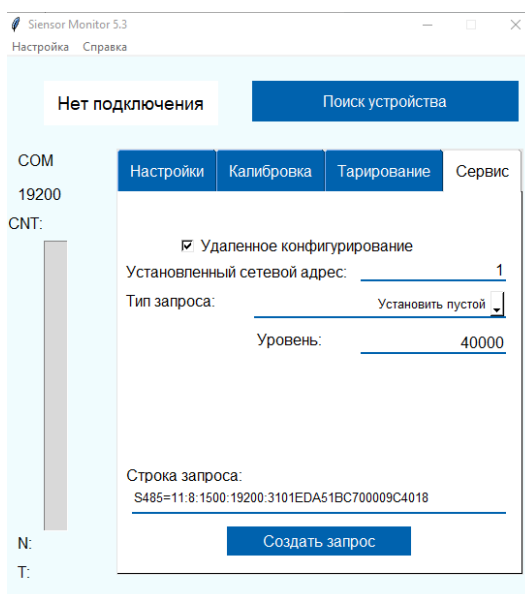 Siensor Monitor 5.3
Настройка Справка
Нет подключения
Поиск устройства
COM
19200
CNT:
Настройки Калибровка Тарирование Сервис
Удаленное конфигурирование
Установленный сетевой адрес: 1
Тип запроса: Установить пустой
Уровень: 40000
Строка запроса:
S485=11:8:1500:19200:3101EDA51BC700009C4018
Создать запрос
N:
T: